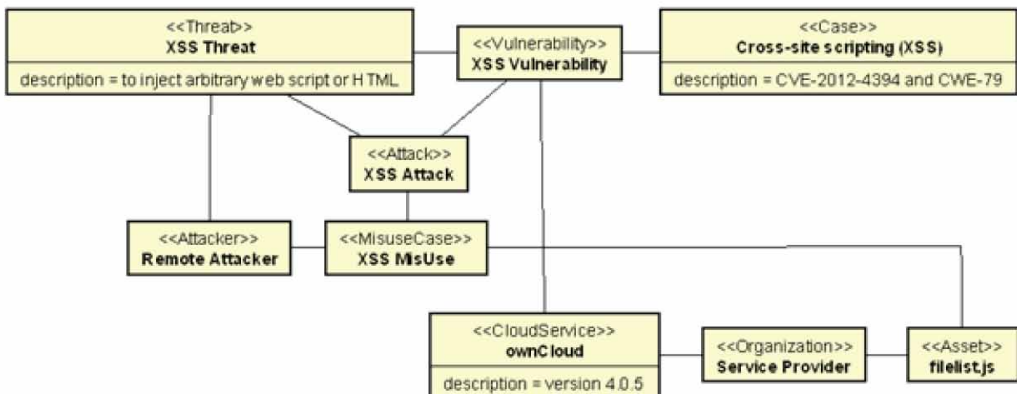 <<Threat>>
XSS Threat
description = to inject arbitrary web script or HTML
<<Vulnerability>>
XSS Vulnerability
<<Case>>
Cross-site scripting (XSS)
description = CVE-2012-4394 and CWE-79
<<Attack>>
XSS Attack
<<Attacker>>
Remote Attacker
<<MisuseCase>>
XSS MisUse
<<CloudService>>
ownCloud
description = version 4.0.5
<<Organization>>
Service Provider
<<Asset>>
filelist.js